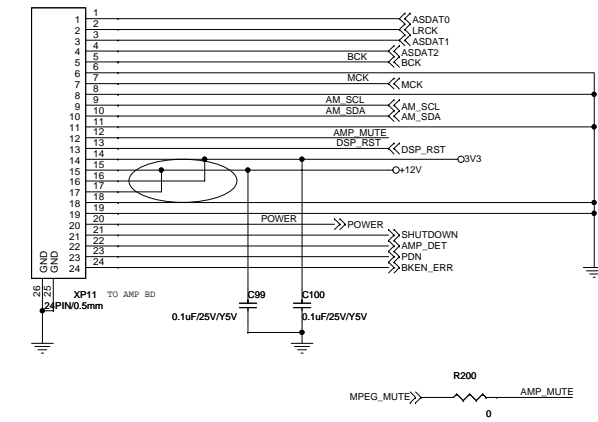 1 1 ASDAT0
2 2 LRCK
3 3 ASDAT1
4 4 ASDAT2
5 5 BCK BCK
6 6
7 7 MCK MCK
8 8
9 9 AM_SCL AM_SCL
10 10 AM_SDA AM_SDA
11 11
12 12 AMP_MUTE
13 13 DSP_RST DSP_RST
14 14 3V3
15 15 +12V
16 16
17 17
18 18
19 19
20 20 POWER POWER
21 21 SHUTDOWN
22 22 AMP_DET
23 23 PDN
24 24 BKEN_ERR
GND GND
26 25
XP11 TO AMP BD
24PIN/0.5mm
C99 C100
0.1uF/25V/Y5V 0.1uF/25V/Y5V
R200
MPEG_MUTE AMP_MUTE
0